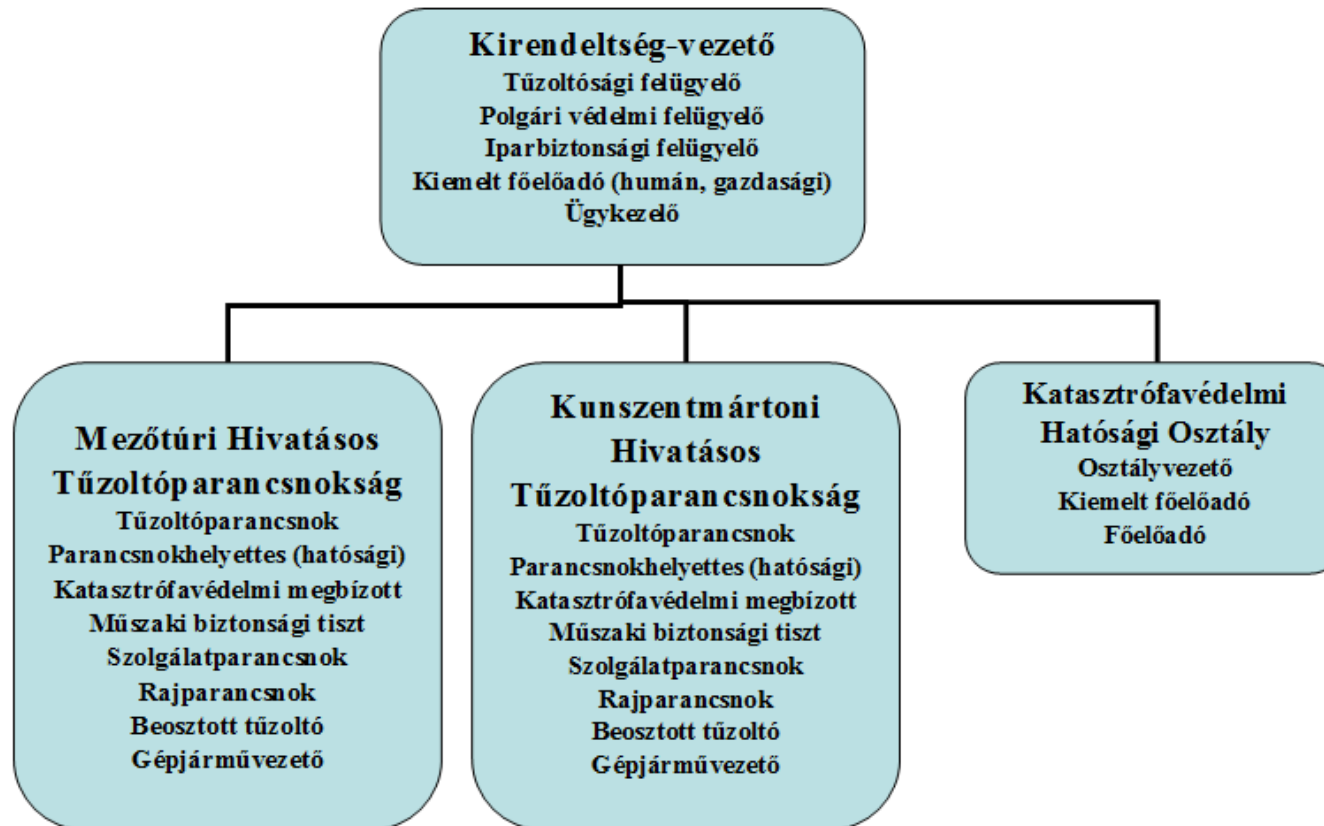 Kirendeltség-vezető
Tűzoltósági felügyelő
Polgári védelmi felügyelő
Iparbiztonsági felügyelő
Kiemelt főelőadó (humán, gazdasági)
Ügykezelő
Mezőtúri Hivatásos
Tűzoltóparancsnokság
Tűzoltóparancsnok
Parancsnokhelyettes (hatósági)
Katasztrófavédelmi megbízott
Műszaki biztonsági tiszt
Szolgálatparancsnok
Rajparancsnok
Beosztott tűzoltó
Gépjárművezető
Kunszentmártoni
Hivatásos
Tűzoltóparancsnokság
Tűzoltóparancsnok
Parancsnokhelyettes (hatósági)
Katasztrófavédelmi megbízott
Műszaki biztonsági tiszt
Szolgálatparancsnok
Rajparancsnok
Beosztott tűzoltó
Gépjárművezető
Katasztrófavédelmi
Hatósági Osztály
Osztályvezető
Kiemelt főelőadó
Főelőadó